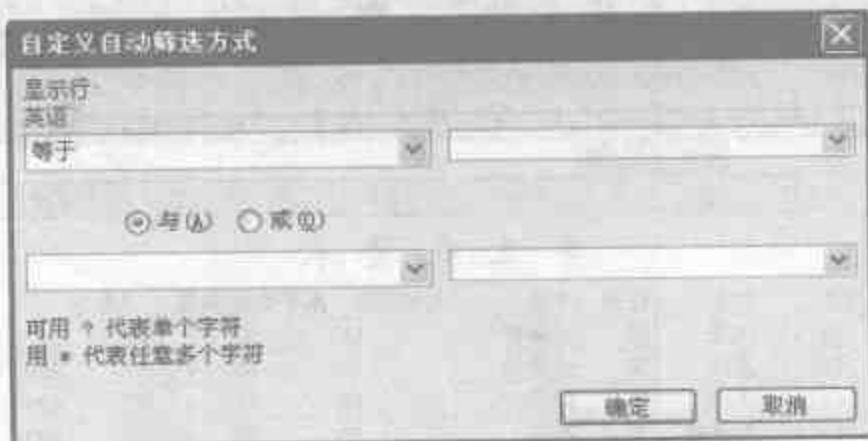 自定义自动筛选方式
显示行
英语
等于
与(A) 或(O)
可用 ? 代表单个字符
用 * 代表任意多个字符
确定 取消